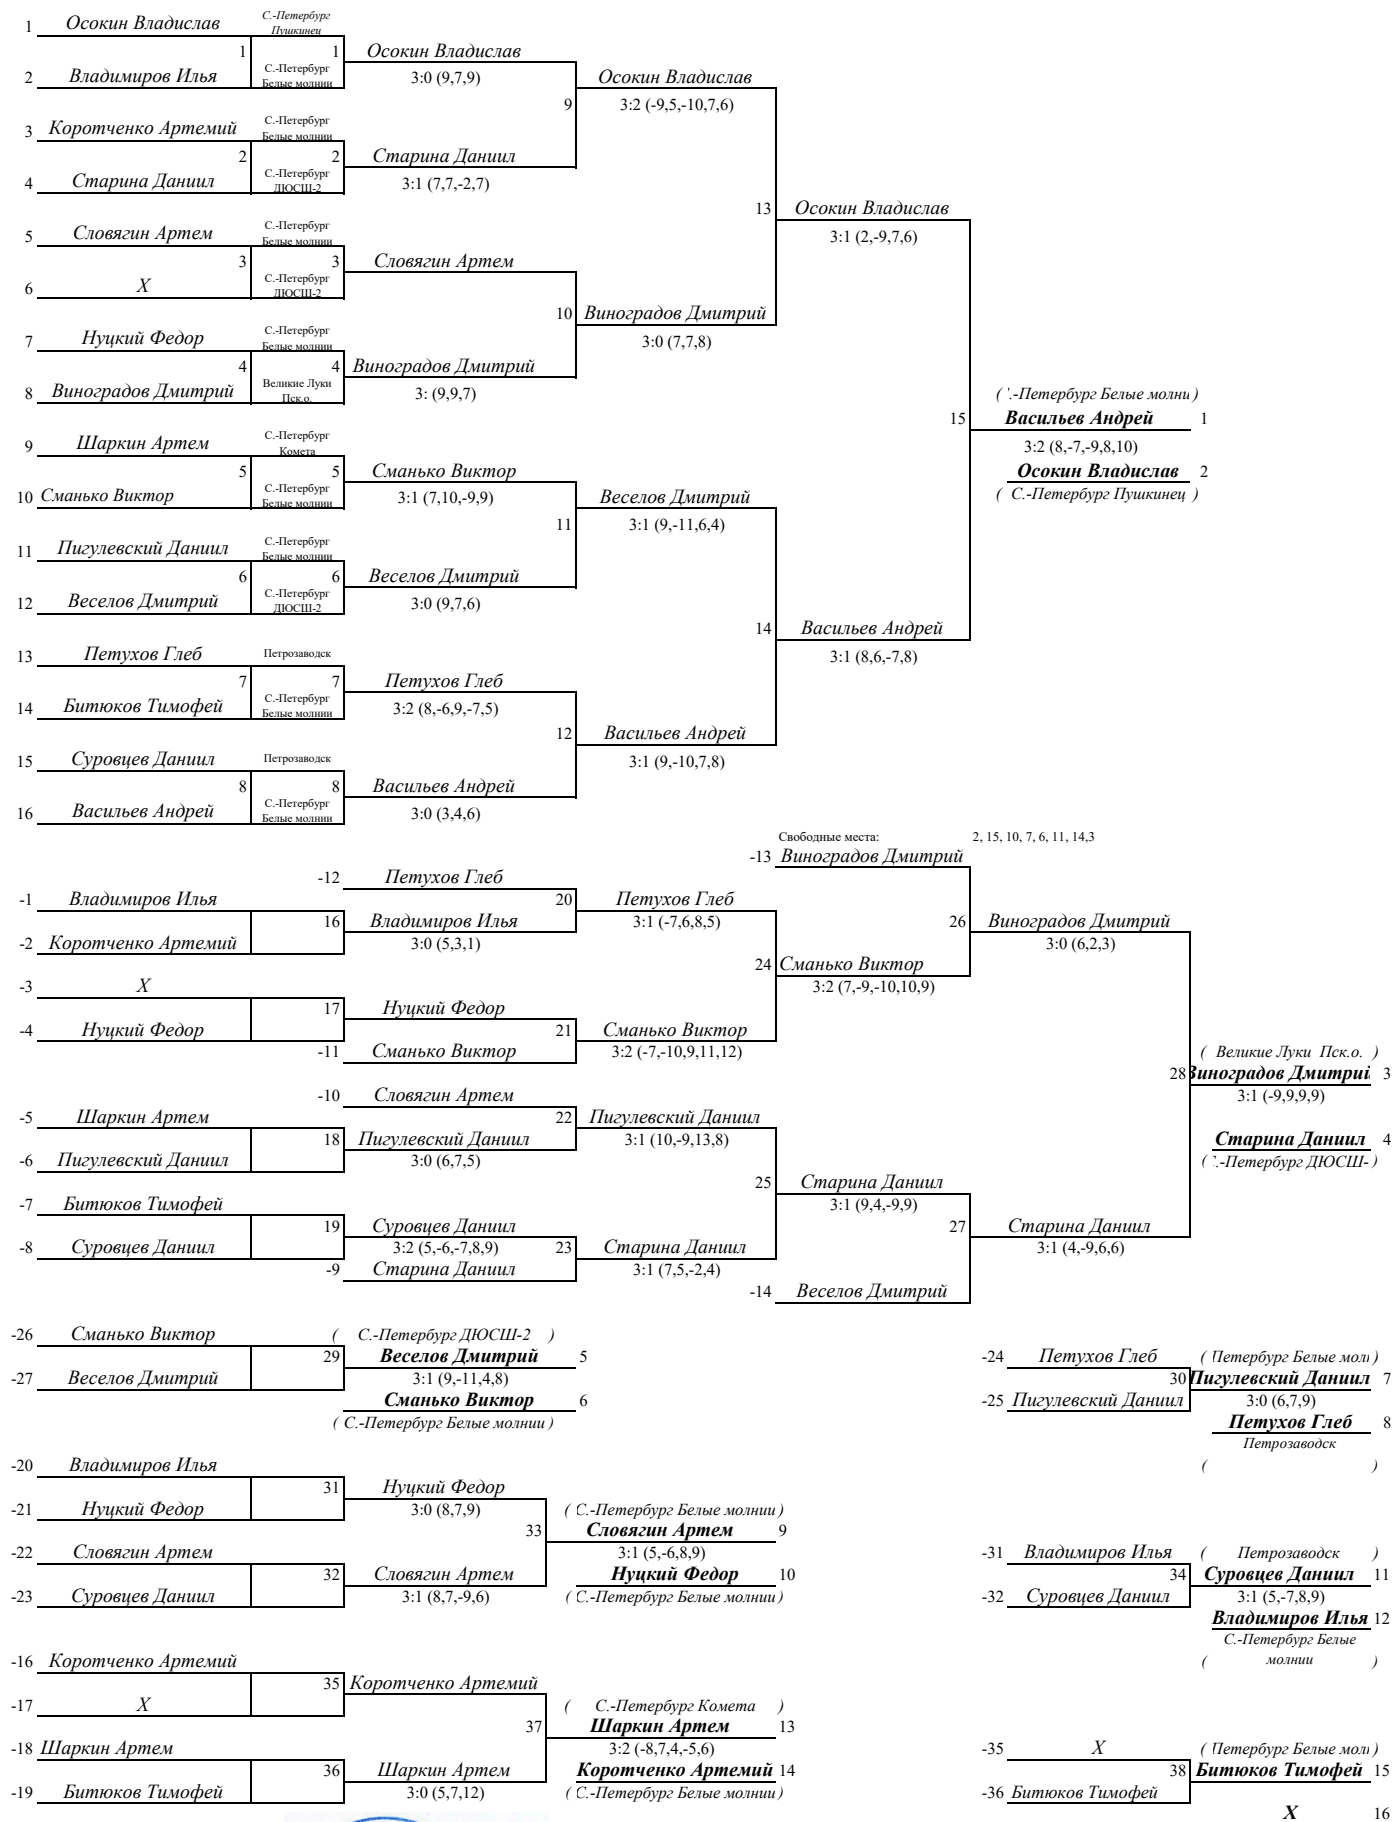 1 Осокин Владислав С.-Петербург Пушкинец
1 1 Осокин Владислав
2 Владимиров Илья С.-Петербург Белые молнии
3:0 (9,7,9)
Осокин Владислав
9 3:2 (-9,5,-10,7,6)
3 Коротченко Артемий С.-Петербург Белые молнии
2 2 Старина Даниил
4 Старина Даниил С.-Петербург ДЮСШ-2
3:1 (7,7,-2,7)
13 Осокин Владислав
3:1 (2,-9,7,6)
5 Словягин Артем С.-Петербург Белые молнии
3 3 Словягин Артем
6 X С.-Петербург ДЮСШ-2
10 Виноградов Дмитрий
3:0 (7,7,8)
7 Нуцкий Федор С.-Петербург Белые молнии
4 4 Виноградов Дмитрий
8 Виноградов Дмитрий Великие Луки Пск.о.
3: (9,9,7)
( .-Петербург Белые молни )
15 Васильев Андрей 1
3:2 (8,-7,-9,8,10)
Осокин Владислав 2
( С.-Петербург Пушкинец )
9 Шаркин Артем С.-Петербург Комета
5 5 Сманько Виктор
10 Сманько Виктор С.-Петербург Белые молнии
3:1 (7,10,-9,9)
Веселов Дмитрий
11 3:1 (9,-11,6,4)
11 Пигулевский Даниил С.-Петербург Белые молнии
6 6 Веселов Дмитрий
12 Веселов Дмитрий С.-Петербург ДЮСШ-2
3:0 (9,7,6)
14 Васильев Андрей
3:1 (8,6,-7,8)
13 Петухов Глеб Петрозаводск
7 7 Петухов Глеб
14 Битюков Тимофей С.-Петербург Белые молнии
3:2 (8,-6,9,-7,5)
12 Васильев Андрей
3:1 (9,-10,7,8)
15 Суровцев Даниил Петрозаводск
8 8 Васильев Андрей
16 Васильев Андрей С.-Петербург Белые молнии
3:0 (3,4,6)
Свободные места: 2, 15, 10, 7, 6, 11, 14,3
-13 Виноградов Дмитрий
-12 Петухов Глеб
-1 Владимиров Илья 20 Петухов Глеб
16 Владимиров Илья 3:1 (-7,6,8,5) 26 Виноградов Дмитрий
-2 Коротченко Артемий 3:0 (5,3,1) 3:0 (6,2,3)
24 Сманько Виктор
-3 X 3:2 (7,-9,-10,10,9)
17 Нуцкий Федор
-4 Нуцкий Федор 21 Сманько Виктор
-11 Сманько Виктор 3:2 (-7,-10,9,11,12)
( Великие Луки Пск.о. )
28 Виноградов Дмитрий 3
3:1 (-9,9,9,9)
-10 Словягин Артем
-5 Шаркин Артем 22 Пигулевский Даниил
18 Пигулевский Даниил 3:1 (10,-9,13,8) Старина Даниил 4
-6 Пигулевский Даниил 3:0 (6,7,5) ( .-Петербург ДЮСШ- )
25 Старина Даниил
-7 Битюков Тимофей 3:1 (9,4,-9,9)
19 Суровцев Даниил 27 Старина Даниил
-8 Суровцев Даниил 3:2 (5,-6,-7,8,9) 23 Старина Даниил 3:1 (4,-9,6,6)
-9 Старина Даниил 3:1 (7,5,-2,4)
-14 Веселов Дмитрий
-26 Сманько Виктор ( С.-Петербург ДЮСШ-2 )
29 Веселов Дмитрий 5
-27 Веселов Дмитрий 3:1 (9,-11,4,8)
Сманько Виктор 6
( С.-Петербург Белые молнии )
-24 Петухов Глеб ( Петербург Белые мол )
30 Пигулевский Даниил 7
-25 Пигулевский Даниил 3:0 (6,7,9)
Петухов Глеб 8
Петрозаводск
( )
-20 Владимиров Илья
31 Нуцкий Федор
-21 Нуцкий Федор 3:0 (8,7,9) ( С.-Петербург Белые молнии )
33 Словягин Артем 9
-22 Словягин Артем 3:1 (5,-6,8,9)
32 Словягин Артем Нуцкий Федор 10
-23 Суровцев Даниил 3:1 (8,7,-9,6) ( С.-Петербург Белые молнии )
-31 Владимиров Илья ( Петрозаводск )
34 Суровцев Даниил 11
-32 Суровцев Даниил 3:1 (5,-7,8,9)
Владимиров Илья 12
С.-Петербург Белые
( молнии )
-16 Коротченко Артемий
35 Коротченко Артемий
-17 X ( С.-Петербург Комета )
37 Шаркин Артем 13
-18 Шаркин Артем 3:2 (-8,7,4,-5,6)
36 Шаркин Артем Коротченко Артемий 14
-19 Битюков Тимофей 3:0 (5,7,12) ( С.-Петербург Белые молнии )
-35 X ( Петербург Белые мол )
38 Битюков Тимофей 15
-36 Битюков Тимофей
X 16